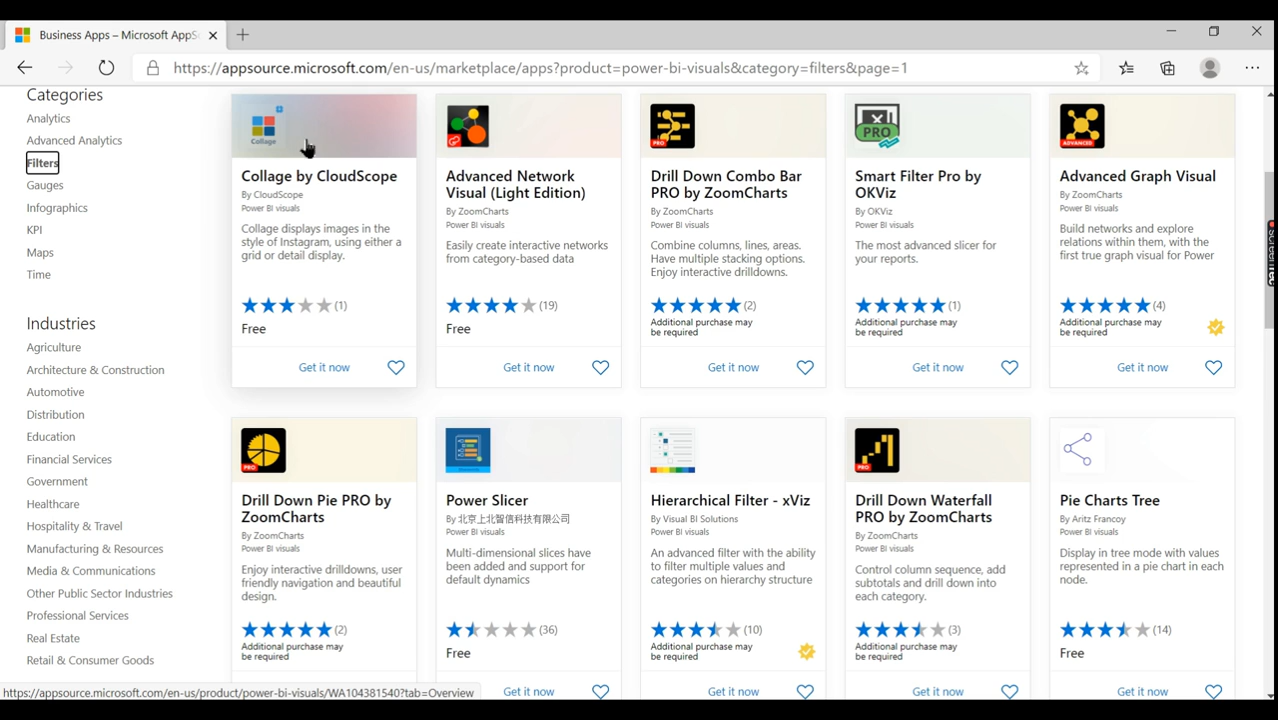 Business Apps – Microsoft AppS
https://appsource.microsoft.com/en-us/marketplace/apps?product=power-bi-visuals&category=filters&page=1
Categories
Analytics
Advanced Analytics
Filters
Gauges
Infographics
KPI
Maps
Time
Industries
Agriculture
Architecture & Construction
Automotive
Distribution
Education
Financial Services
Government
Healthcare
Hospitality & Travel
Manufacturing & Resources
Media & Communications
Other Public Sector Industries
Professional Services
Real Estate
Retail & Consumer Goods
Collage
Collage by CloudScope
By CloudScope
Power BI visuals
Collage displays images in the
style of Instagram, using either a
grid or detail display.
(1)
Free
Get it now
Advanced Network
Visual (Light Edition)
By ZoomCharts
Power BI visuals
Easily create interactive networks
from category-based data
(19)
Free
Get it now
PRO
Drill Down Combo Bar
PRO by ZoomCharts
By ZoomCharts
Power BI visuals
Combine columns, lines, areas.
Have multiple stacking options.
Enjoy interactive drilldowns.
(2)
Additional purchase may
be required
Get it now
PRO
Smart Filter Pro by
OKViz
By OKViz
Power BI visuals
The most advanced slicer for
your reports.
(1)
Additional purchase may
be required
Get it now
ADVANCED
Advanced Graph Visual
By ZoomCharts
Power BI visuals
Build networks and explore
relations within them, with the
first true graph visual for Power
(4)
Additional purchase may
be required
Get it now
PRO
Drill Down Pie PRO by
ZoomCharts
By ZoomCharts
Power BI visuals
Enjoy interactive drilldowns, user
friendly navigation and beautiful
design.
(2)
Additional purchase may
be required
Power Slicer
By 北京上北智信科技有限公司
Power BI visuals
Multi-dimensional slices have
been added and support for
default dynamics
(36)
Free
Get it now
Hierarchical Filter - xViz
By Visual BI Solutions
Power BI visuals
An advanced filter with the ability
to filter multiple values and
categories on hierarchy structure
(10)
Additional purchase may
be required
Get it now
PRO
Drill Down Waterfall
PRO by ZoomCharts
By ZoomCharts
Power BI visuals
Control column sequence, add
subtotals and drill down into
each category.
(3)
Additional purchase may
be required
Get it now
Pie Charts Tree
By Aritz Francoy
Power BI visuals
Display in tree mode with values
represented in a pie chart in each
node.
(14)
Free
Get it now
https://appsource.microsoft.com/en-us/product/power-bi-visuals/WA104381540?tab=Overview